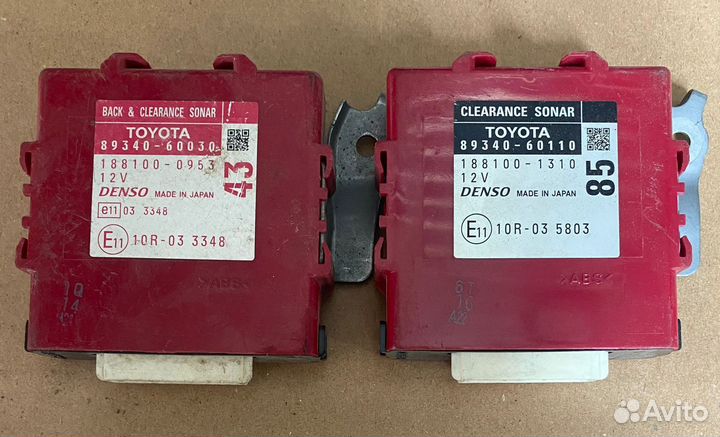 BACK & CLEARANCE SONAR
TOYOTA
89340-60030
188100-0953
12V
43
DENSO MADE IN JAPAN
e11 03 3348
E11 10R-03 3348
>ABS<
1Q
14
CLEARANCE SONAR
TOYOTA
89340-60110
188100-1310
12V
85
DENSO MADE IN JAPAN
E11 10R-03 5803
>ABS<
Avito